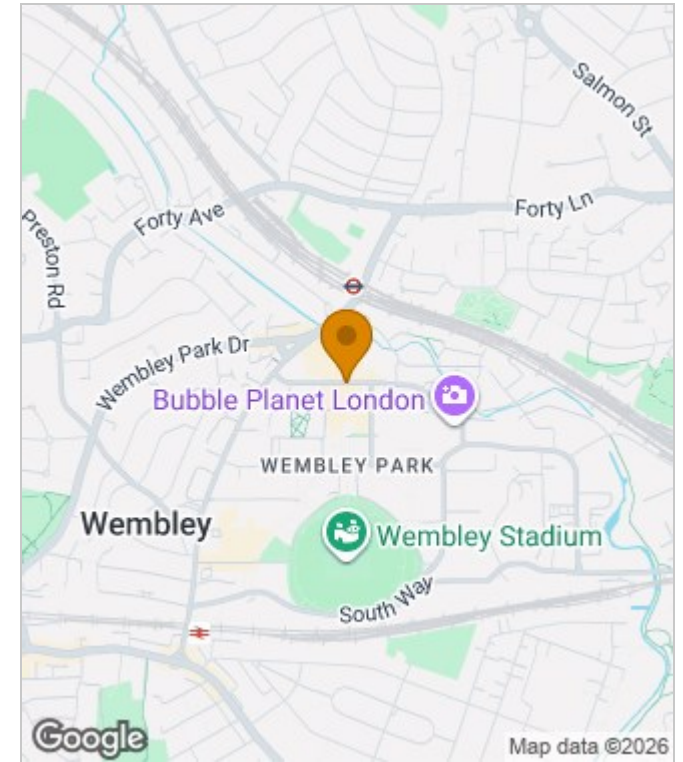 Salmon St
Forty Ave
Forty Ln
Preston Rd
Wembley Park Dr
Bubble Planet London
WEMBLEY PARK
Wembley
Wembley Stadium
South Way
Google
Map data ©2026